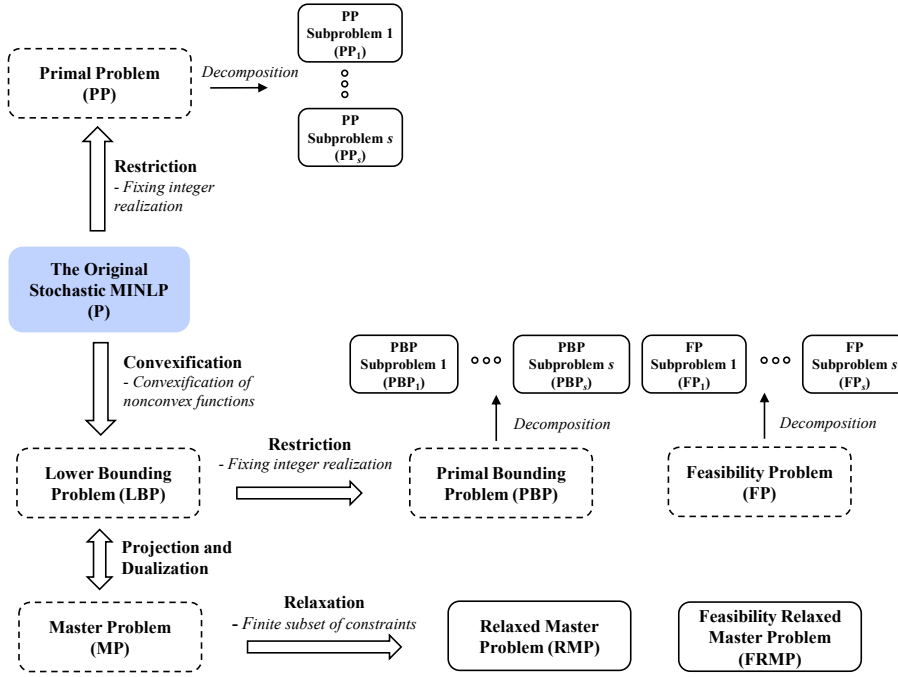 PP
Subproblem 1
(PP₁)
Primal Problem
(PP)
Decomposition
PP
Subproblem s
(PPₛ)
Restriction
- Fixing integer
realization
The Original
Stochastic MINLP
(P)
Convexification
- Convexification of
nonconvex functions
PBP
Subproblem 1
(PBP₁)
PBP
Subproblem s
(PBPₛ)
FP
Subproblem 1
(FP₁)
FP
Subproblem s
(FPₛ)
Decomposition
Decomposition
Lower Bounding
Problem (LBP)
Restriction
- Fixing integer realization
Primal Bounding
Problem (PBP)
Feasibility Problem
(FP)
Projection and
Dualization
Master Problem
(MP)
Relaxation
- Finite subset of constraints
Relaxed Master
Problem (RMP)
Feasibility Relaxed
Master Problem
(FRMP)